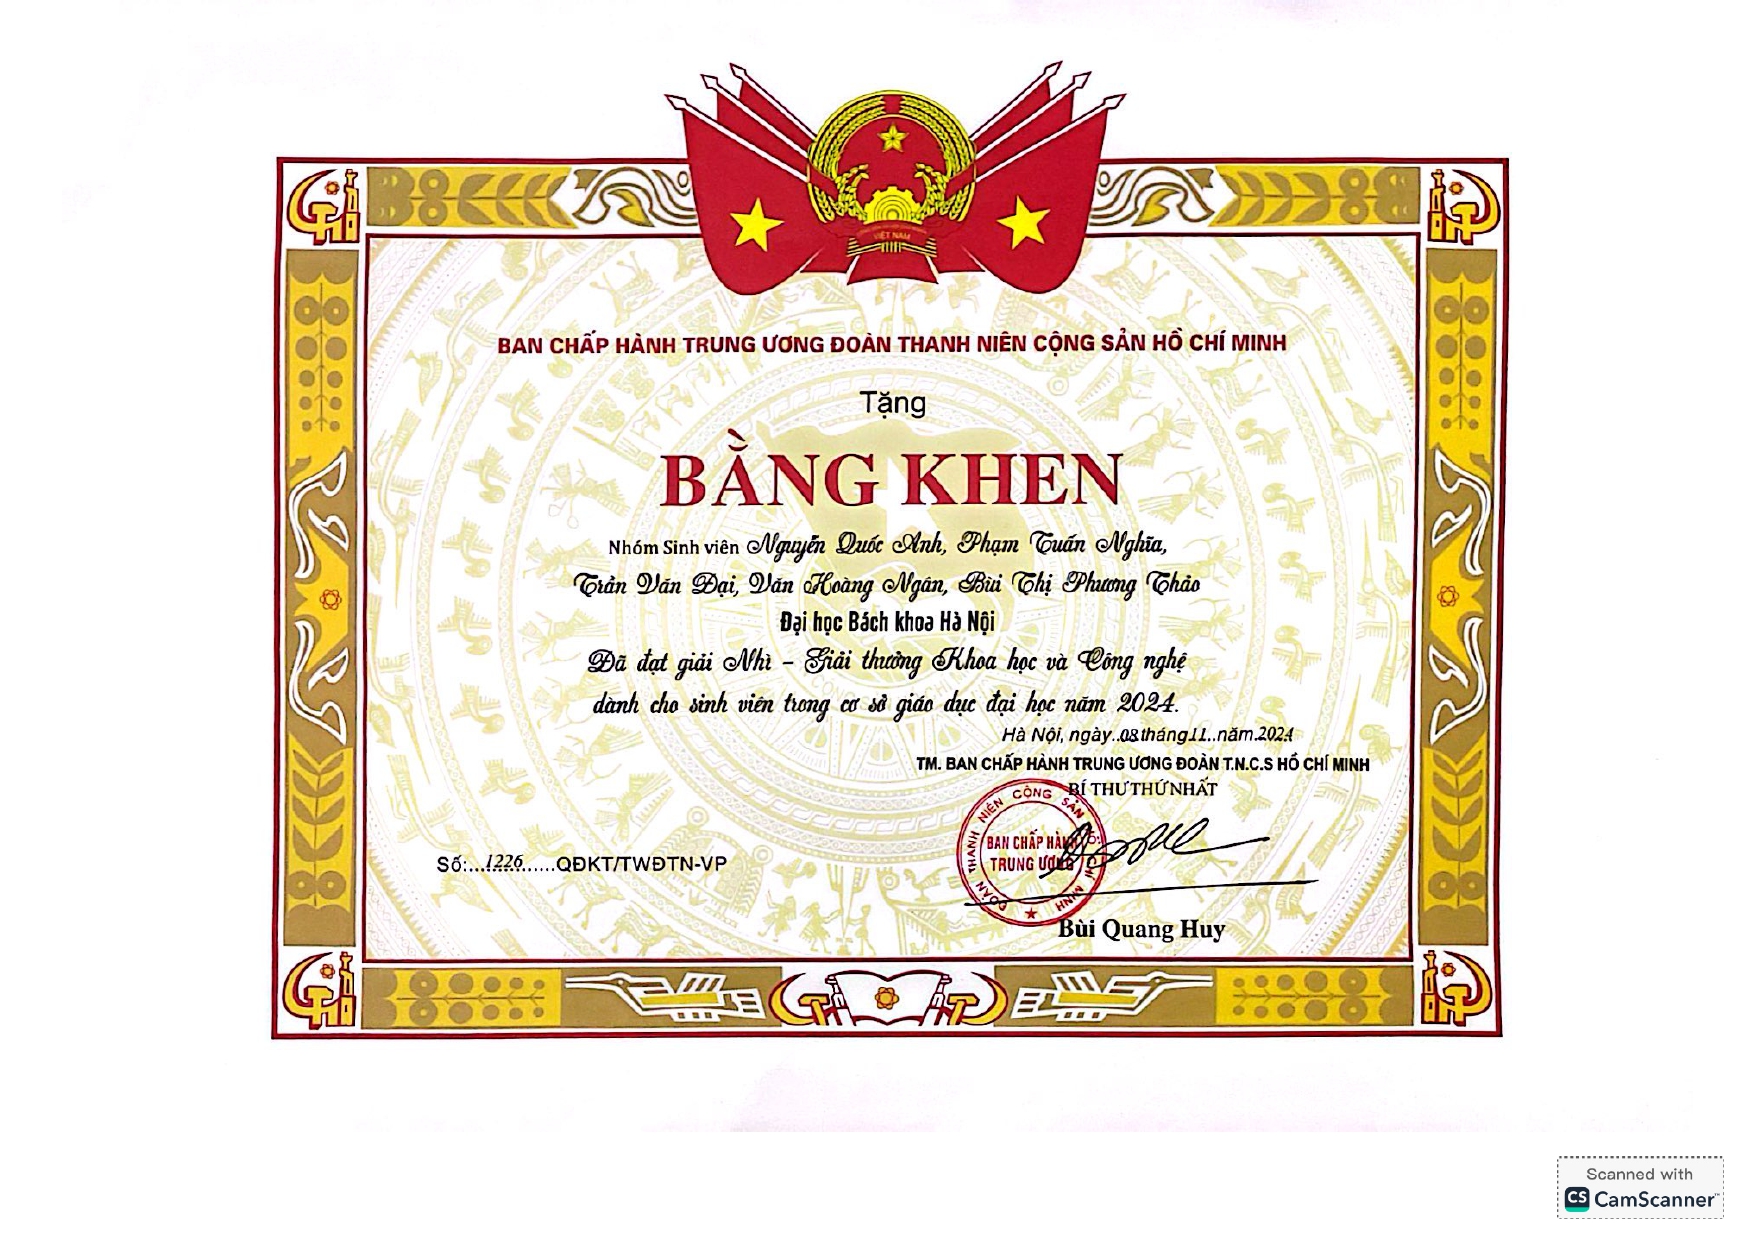 VIỆT NAM
BAN CHẤP HÀNH TRUNG ƯƠNG ĐOÀN THANH NIÊN CỘNG SẢN HỒ CHÍ MINH
Tặng
BẰNG KHEN
Nhóm Sinh viên Nguyễn Quốc Anh, Phạm Tuấn Nghĩa,
Trần Văn Đại, Văn Hoàng Ngân, Bùi Thị Phương Thảo
Đại học Bách khoa Hà Nội
Đã đạt giải Nhì – Giải thưởng Khoa học và Công nghệ
dành cho sinh viên trong cơ sở giáo dục đại học năm 2024.
Hà Nội, ngày..08tháng11..năm.2024
TM. BAN CHẤP HÀNH TRUNG ƯƠNG ĐOÀN T.N.C.S HỒ CHÍ MINH
BÍ THƯ THỨ NHẤT
ĐOÀN THANH NIÊN CỘNG SẢN HỒ CHÍ MINH
BAN CHẤP HÀNH
TRUNG ƯƠNG
Số:...1226......QĐKT/TWĐTN-VP
Bùi Quang Huy
Scanned with
CS CamScanner